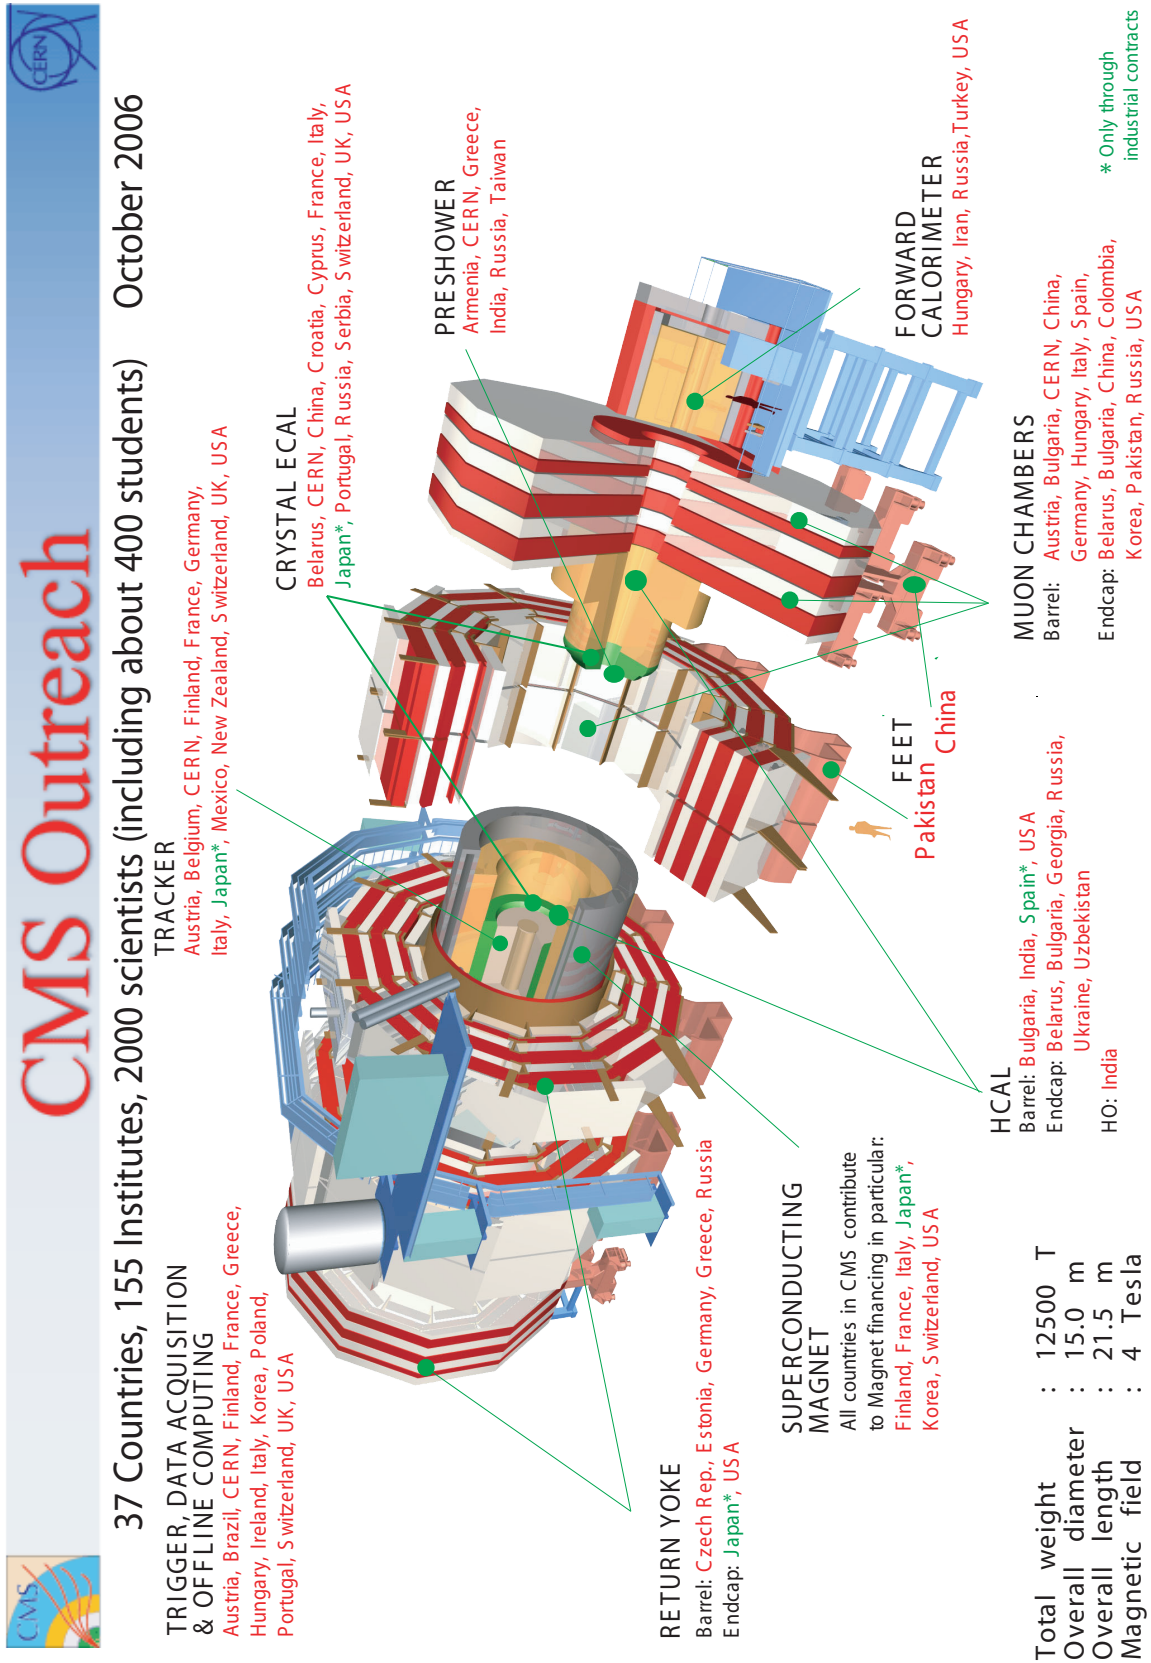 CMS
CMS Outreach
CERN
37 Countries, 155 Institutes, 2000 scientists (including about 400 students) October 2006
TRIGGER, DATA ACQUISITION
& OFFLINE COMPUTING
Austria, Brazil, CERN, Finland, France, Greece,
Hungary, Ireland, Italy, Korea, Poland,
Portugal, Switzerland, UK, USA
TRACKER
Austria, Belgium, CERN, Finland, France, Germany,
Italy, Japan*, Mexico, New Zealand, Switzerland, UK, USA
CRYSTAL ECAL
Belarus, CERN, China, Croatia, Cyprus, France, Italy,
Japan*, Portugal, Russia, Serbia, Switzerland, UK, USA
PRESHOWER
Armenia, CERN, Greece,
India, Russia, Taiwan
RETURN YOKE
Barrel: Czech Rep., Estonia, Germany, Greece, Russia
Endcap: Japan*, USA
SUPERCONDUCTING
MAGNET
All countries in CMS contribute
to Magnet financing in particular:
Finland, France, Italy, Japan*,
Korea, Switzerland, USA
FEET
Pakistan
China
FORWARD
CALORIMETER
Hungary, Iran, Russia,Turkey, USA
HCAL
Barrel: Bulgaria, India, Spain*, USA
Endcap: Belarus, Bulgaria, Georgia, Russia,
Ukraine, Uzbekistan
HO: India
MUON CHAMBERS
Barrel: Austria, Bulgaria, CERN, China,
Germany, Hungary, Italy, Spain,
Endcap: Belarus, Bulgaria, China, Colombia,
Korea, Pakistan, Russia, USA
Total weight : 12500 T
Overall diameter : 15.0 m
Overall length : 21.5 m
Magnetic field : 4 Tesla
* Only through
industrial contracts